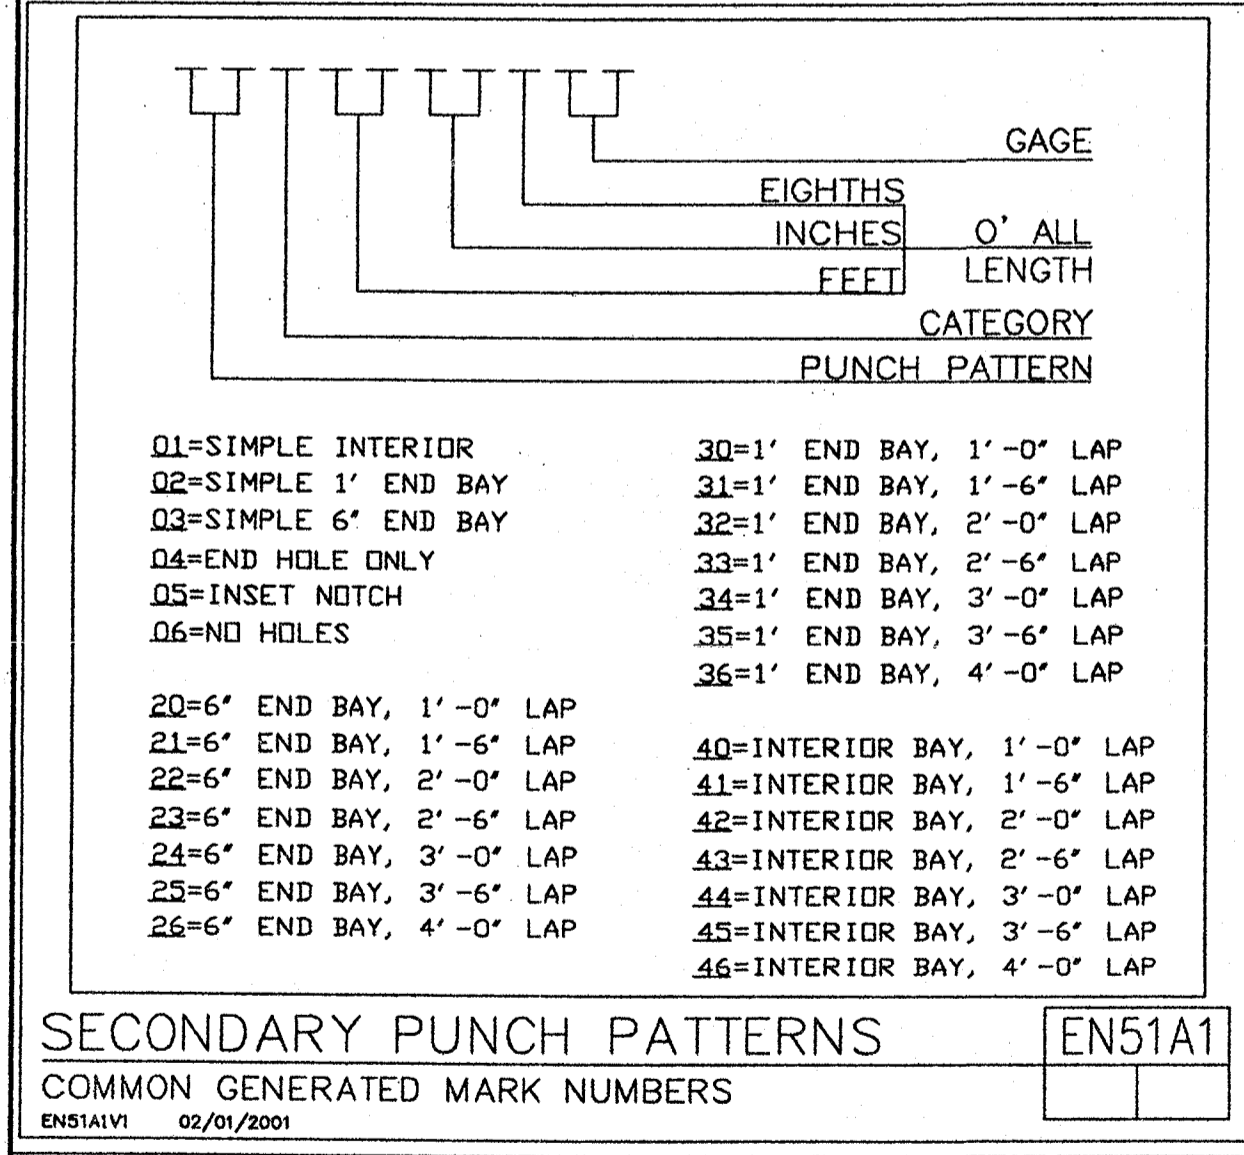 GAGE
EIGHTHS
INCHES O' ALL
FEET LENGTH
CATEGORY
PUNCH PATTERN
01=SIMPLE INTERIOR
02=SIMPLE 1' END BAY
03=SIMPLE 6" END BAY
04=END HOLE ONLY
05=INSET NOTCH
06=NO HOLES
20=6" END BAY, 1'-0" LAP
21=6" END BAY, 1'-6" LAP
22=6" END BAY, 2'-0" LAP
23=6" END BAY, 2'-6" LAP
24=6" END BAY, 3'-0" LAP
25=6" END BAY, 3'-6" LAP
26=6" END BAY, 4'-0" LAP
30=1' END BAY, 1'-0" LAP
31=1' END BAY, 1'-6" LAP
32=1' END BAY, 2'-0" LAP
33=1' END BAY, 2'-6" LAP
34=1' END BAY, 3'-0" LAP
35=1' END BAY, 3'-6" LAP
36=1' END BAY, 4'-0" LAP
40=INTERIOR BAY, 1'-0" LAP
41=INTERIOR BAY, 1'-6" LAP
42=INTERIOR BAY, 2'-0" LAP
43=INTERIOR BAY, 2'-6" LAP
44=INTERIOR BAY, 3'-0" LAP
45=INTERIOR BAY, 3'-6" LAP
46=INTERIOR BAY, 4'-0" LAP
SECONDARY PUNCH PATTERNS
EN51A1
COMMON GENERATED MARK NUMBERS
EN51A1V1 02/01/2001